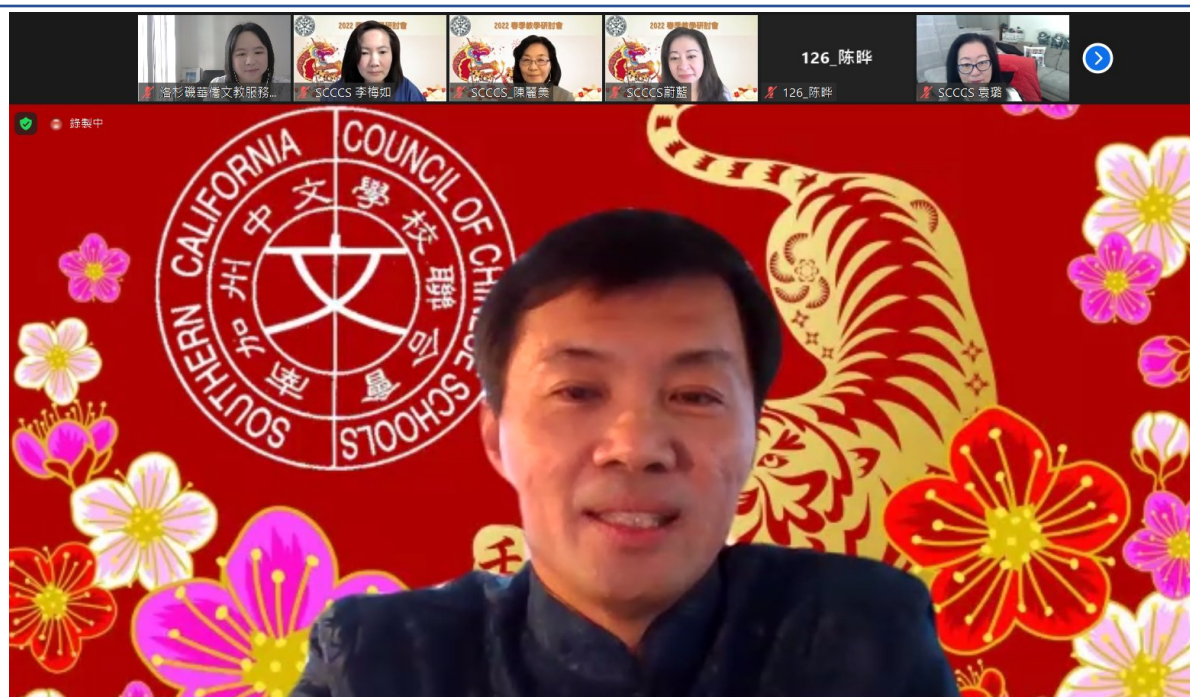 2022 春季教學研討會
2022 春季教學研討會
2022 春季教學研討會
洛杉磯華僑文教服務...
SCCCS 李梅如
SCCCS_陳麗美
SCCCS蔚藍
126_陈晔
126_陈晔
SCCCS 袁璐
錄製中
SOUTHERN CALIFORNIA COUNCIL OF CHINESE SCHOOLS
南加州中文學校聯合會
文
壬